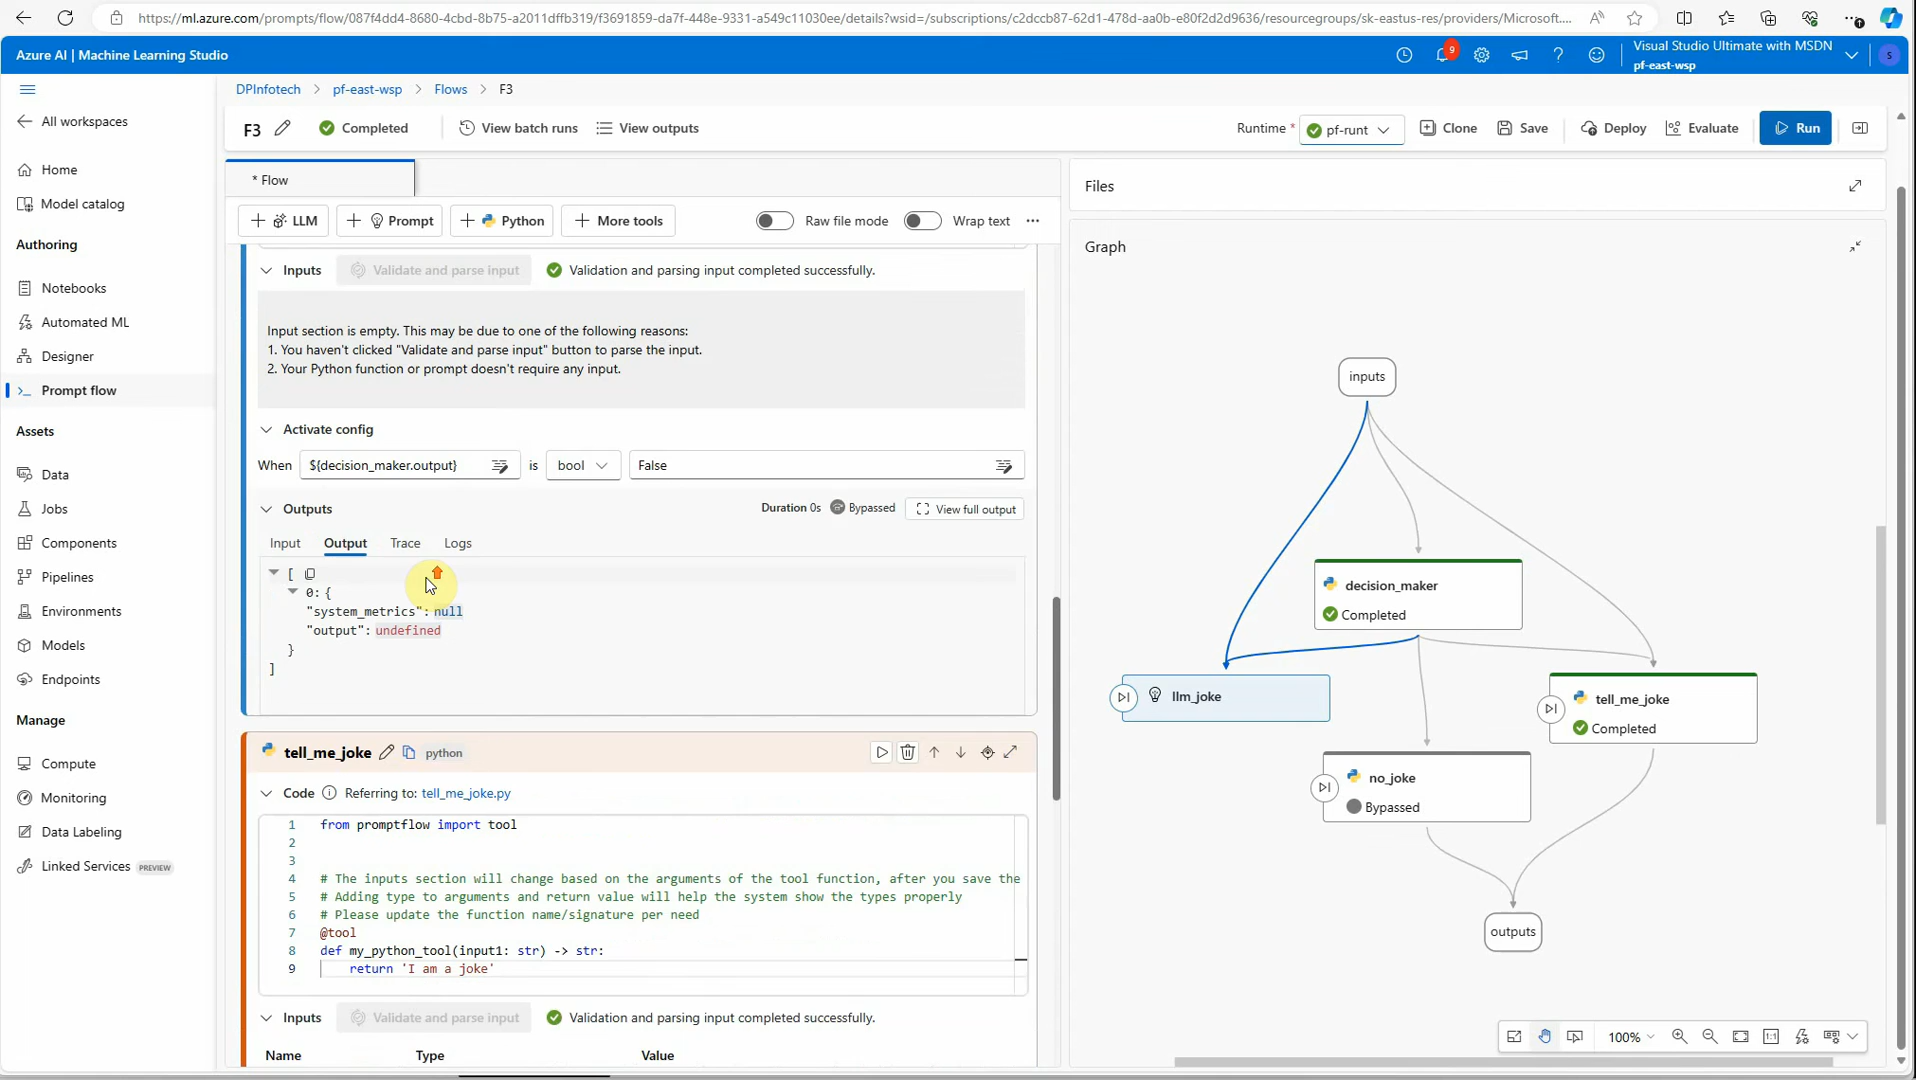 https://ml.azure.com/prompts/flow/087f4dd4-8680-4cbd-8b75-a2011dffb319/f3691859-da7f-468e-9331-a549c11030ee/details?wsid=/subscriptions/c2dccb87-62d1-478d-aa0b-e80f2d2d9636/resourcegroups/sk-eastus-res/providers/Microsoft....
Azure AI | Machine Learning Studio
9
Visual Studio Ultimate with MSDN
pf-east-wsp
S
All workspaces
Home
Model catalog
Authoring
Notebooks
Automated ML
Designer
Prompt flow
Assets
Data
Jobs
Components
Pipelines
Environments
Models
Endpoints
Manage
Compute
Monitoring
Data Labeling
Linked Services PREVIEW
DPInfotech > pf-east-wsp > Flows > F3
F3 Completed View batch runs View outputs
Runtime * pf-runt Clone Save Deploy Evaluate Run
* Flow
+ LLM + Prompt + Python + More tools Raw file mode Wrap text ...
Inputs Validate and parse input Validation and parsing input completed successfully.
Input section is empty. This may be due to one of the following reasons:
1. You haven't clicked "Validate and parse input" button to parse the input.
2. Your Python function or prompt doesn't require any input.
Activate config
When ${decision_maker.output} is bool False
Outputs Duration 0s Bypassed View full output
Input Output Trace Logs
[
0: {
"system_metrics": null
"output": undefined
}
]
tell_me_joke python
Code Referring to: tell_me_joke.py
1 from promptflow import tool
2
3
4 # The inputs section will change based on the arguments of the tool function, after you save the
5 # Adding type to arguments and return value will help the system show the types properly
6 # Please update the function name/signature per need
7 @tool
8 def my_python_tool(input1: str) -> str:
9 return 'I am a joke'
Inputs Validate and parse input Validation and parsing input completed successfully.
Name Type Value
Files
Graph
inputs
decision_maker
Completed
llm_joke
tell_me_joke
Completed
no_joke
Bypassed
outputs
100%
1:1